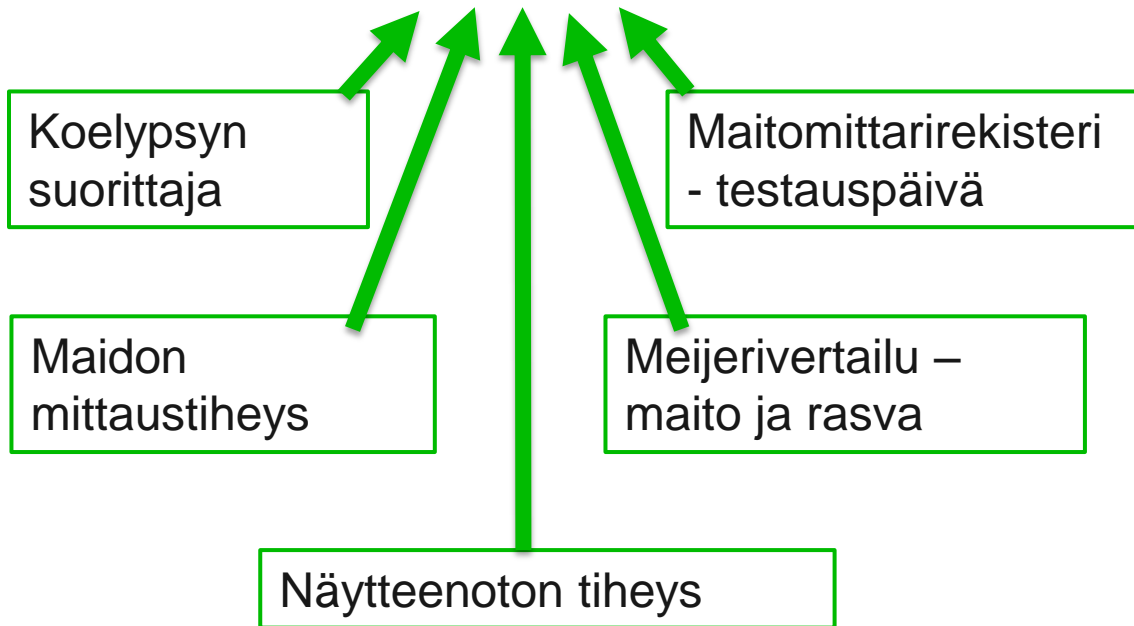 Koelypsyn
suorittaja
Maitomittarirekisteri
- testauspäivä
Maidon
mittaustiheys
Meijerivertailu –
maito ja rasva
Näytteenoton tiheys